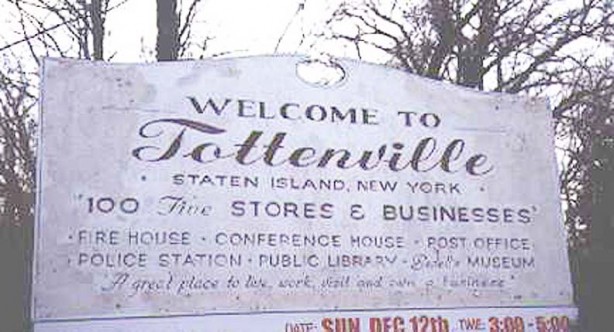 WELCOME TO
Tottenville
· STATEN ISLAND, NEW YORK ·
"100 Fine STORES & BUSINESSES"
· FIRE HOUSE · CONFERENCE HOUSE · POST OFFICE
· POLICE STATION · PUBLIC LIBRARY · MUSEUM
"A great place to live, work, visit and own a business"
DATE: SUN. DEC 12th TIME: 3:00 - 5:00